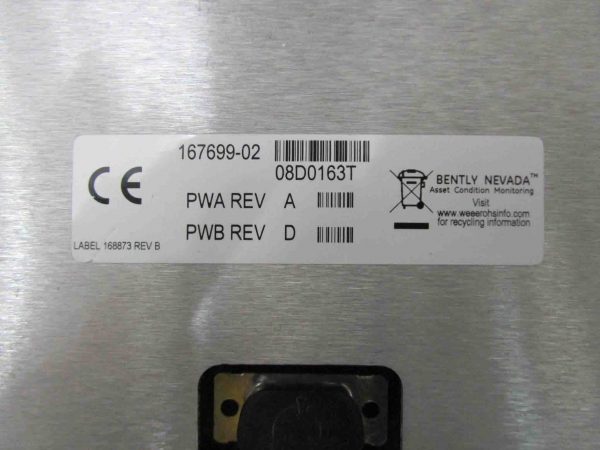 167699-02
08D0163T
CE
PWA REV A
PWB REV D
LABEL 168873 REV B
BENTLY NEVADA™
Asset Condition Monitoring
Visit
www.weeerohsinfo.com
for recycling information